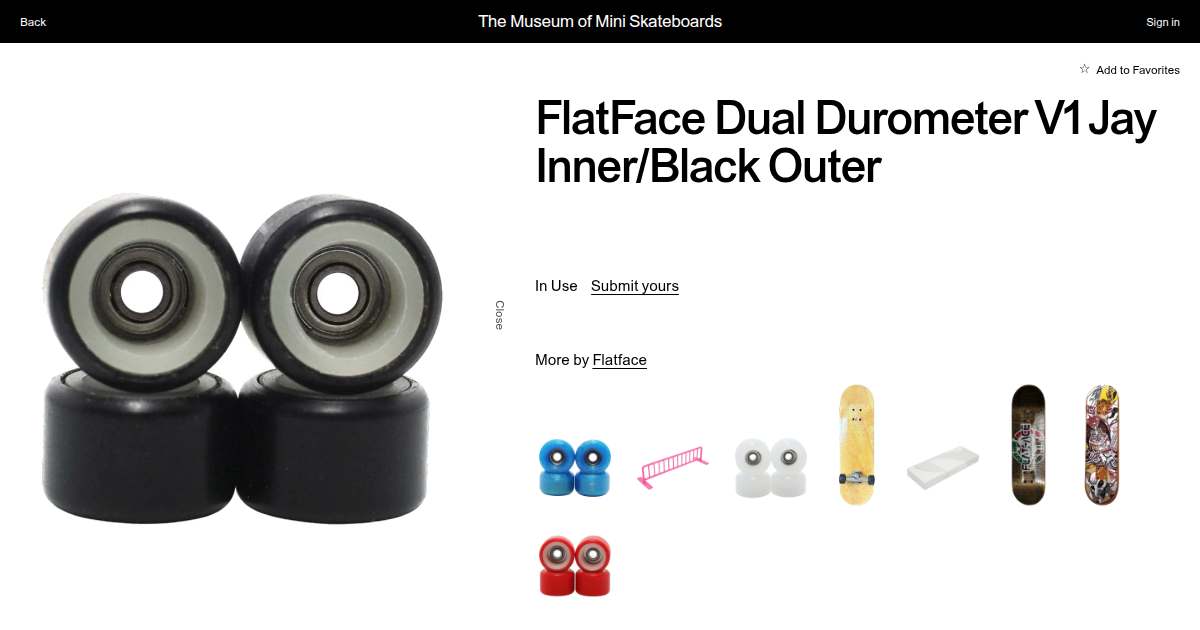 Back
The Museum of Mini Skateboards
Sign in
☆ Add to Favorites
FlatFace Dual Durometer V1 Jay
Inner/Black Outer
In Use Submit yours
Close
More by Flatface
FLATFACE